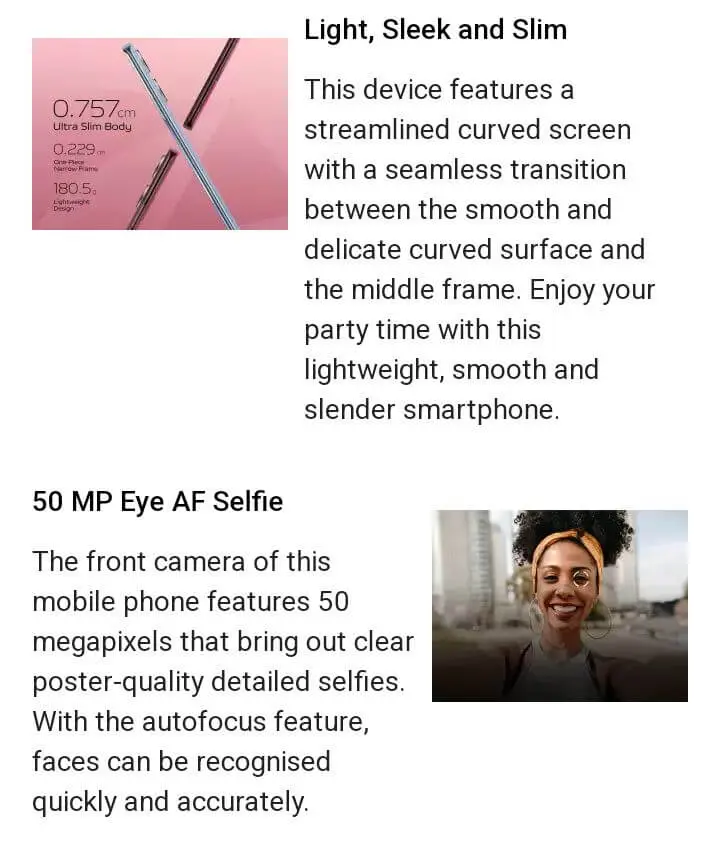 Light, Sleek and Slim
0.757cm
Ultra Slim Body
0.229cm
One-Piece
Narrow Frame
180.5g
Lightweight
Design
This device features a
streamlined curved screen
with a seamless transition
between the smooth and
delicate curved surface and
the middle frame. Enjoy your
party time with this
lightweight, smooth and
slender smartphone.
50 MP Eye AF Selfie
The front camera of this
mobile phone features 50
megapixels that bring out clear
poster-quality detailed selfies.
With the autofocus feature,
faces can be recognised
quickly and accurately.